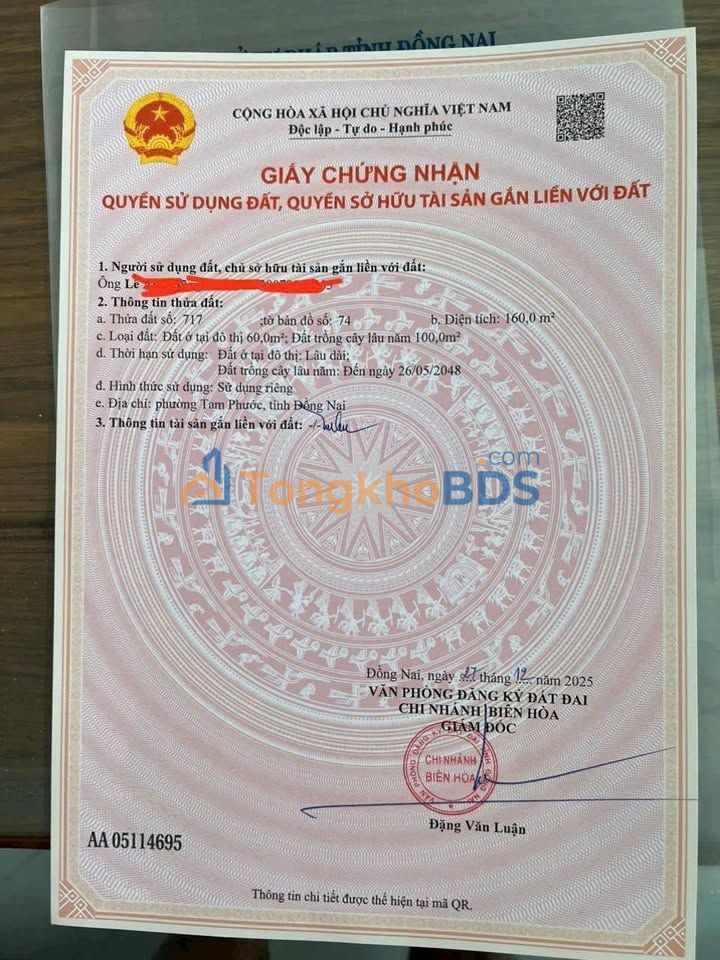 SỞ TƯ PHÁP TỈNH ĐỒNG NAI
CỘNG HÒA XÃ HỘI CHỦ NGHĨA VIỆT NAM
Độc lập - Tự do - Hạnh phúc
GIẤY CHỨNG NHẬN
QUYỀN SỬ DỤNG ĐẤT, QUYỀN SỞ HỮU TÀI SẢN GẮN LIỀN VỚI ĐẤT
1. Người sử dụng đất, chủ sở hữu tài sản gắn liền với đất:
Ông Le
2. Thông tin thửa đất:
a. Thửa đất số: 717 ;tờ bản đồ số: 74 b. Diện tích: 160,0 m²
c. Loại đất: Đất ở tại đô thị 60,0m²; Đất trồng cây lâu năm 100,0m²
d. Thời hạn sử dụng: Đất ở tại đô thị: Lâu dài;
Đất trồng cây lâu năm: Đến ngày 26/05/2048
đ. Hình thức sử dụng: Sử dụng riêng
e. Địa chỉ: phường Tam Phước, tỉnh Đồng Nai
3. Thông tin tài sản gắn liền với đất: -/-
TongkhoBDS.com
Đồng Nai, ngày tháng 12 năm 2025
VĂN PHÒNG ĐĂNG KÝ ĐẤT ĐAI
CHI NHÁNH BIÊN HÒA
GIÁM ĐỐC
CHI NHÁNH
BIÊN HÒA
Đặng Văn Luận
AA 05114695
Thông tin chi tiết được thể hiện tại mã QR.